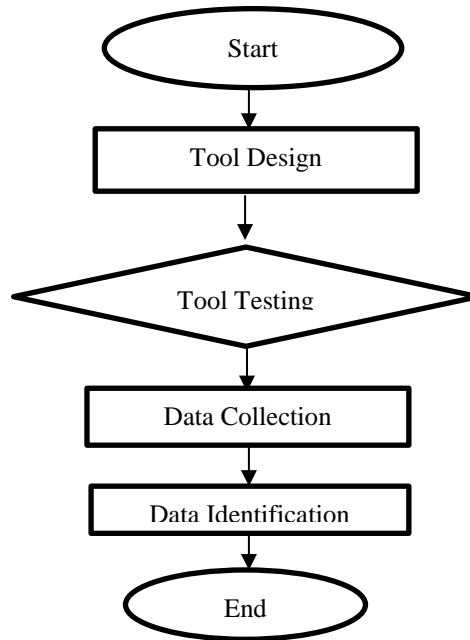 Start
Tool Design
Tool Testing
Data Collection
Data Identification
End